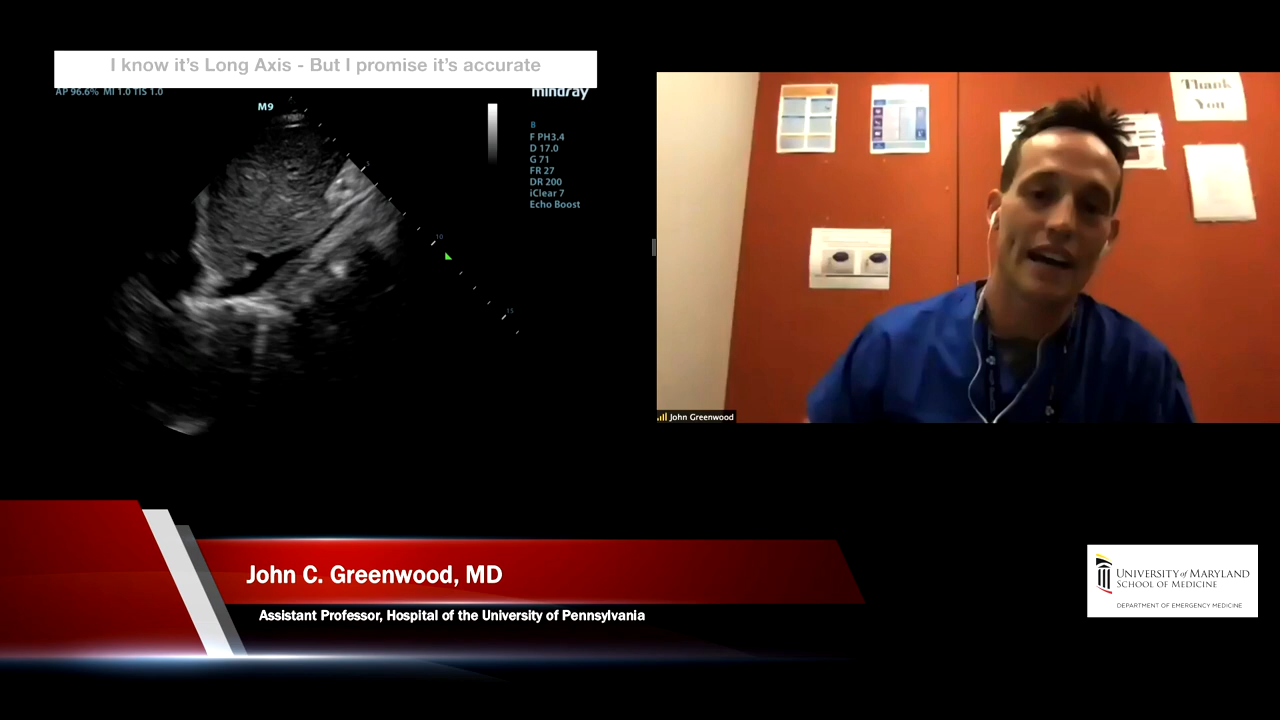 I know it's Long Axis - But I promise it's accurate
AP 96.6% MI 1.0 TIS 1.0
mindray
M9
B
F PH3.4
D 17.0
G 71
FR 27
DR 200
iClear 7
Echo Boost
10
15
Thank
You
John Greenwood
John C. Greenwood, MD
Assistant Professor, Hospital of the University of Pennsylvania
UNIVERSITY of MARYLAND
SCHOOL OF MEDICINE
DEPARTMENT OF EMERGENCY MEDICINE